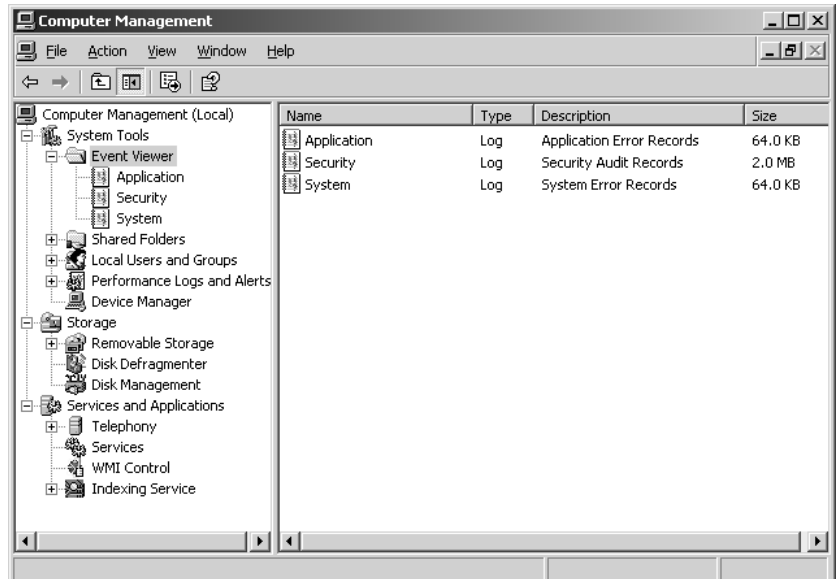 Computer Management
File Action View Window Help
Computer Management (Local)
System Tools
Event Viewer
Application
Security
System
Shared Folders
Local Users and Groups
Performance Logs and Alerts
Device Manager
Storage
Removable Storage
Disk Defragmenter
Disk Management
Services and Applications
Telephony
Services
WMI Control
Indexing Service
Name Type Description Size
Application Log Application Error Records 64.0 KB
Security Log Security Audit Records 2.0 MB
System Log System Error Records 64.0 KB